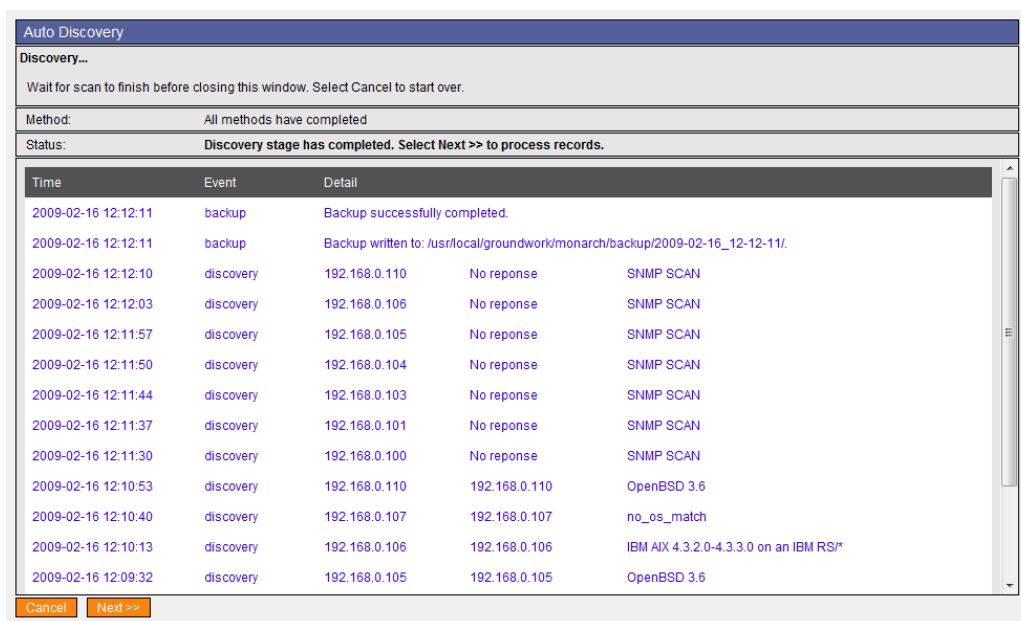 Auto Discovery
Discovery...
Wait for scan to finish before closing this window. Select Cancel to start over.
Method: All methods have completed
Status: Discovery stage has completed. Select Next >> to process records.
Time Event Detail
2009-02-16 12:12:11 backup Backup successfully completed.
2009-02-16 12:12:11 backup Backup written to: /usr/local/groundwork/monarch/backup/2009-02-16_12-12-11/.
2009-02-16 12:12:10 discovery 192.168.0.110 No reponse SNMP SCAN
2009-02-16 12:12:03 discovery 192.168.0.106 No reponse SNMP SCAN
2009-02-16 12:11:57 discovery 192.168.0.105 No reponse SNMP SCAN
2009-02-16 12:11:50 discovery 192.168.0.104 No reponse SNMP SCAN
2009-02-16 12:11:44 discovery 192.168.0.103 No reponse SNMP SCAN
2009-02-16 12:11:37 discovery 192.168.0.101 No reponse SNMP SCAN
2009-02-16 12:11:30 discovery 192.168.0.100 No reponse SNMP SCAN
2009-02-16 12:10:53 discovery 192.168.0.110 192.168.0.110 OpenBSD 3.6
2009-02-16 12:10:40 discovery 192.168.0.107 192.168.0.107 no_os_match
2009-02-16 12:10:13 discovery 192.168.0.106 192.168.0.106 IBM AIX 4.3.2.0-4.3.3.0 on an IBM RS/*
2009-02-16 12:09:32 discovery 192.168.0.105 192.168.0.105 OpenBSD 3.6
Cancel Next >>